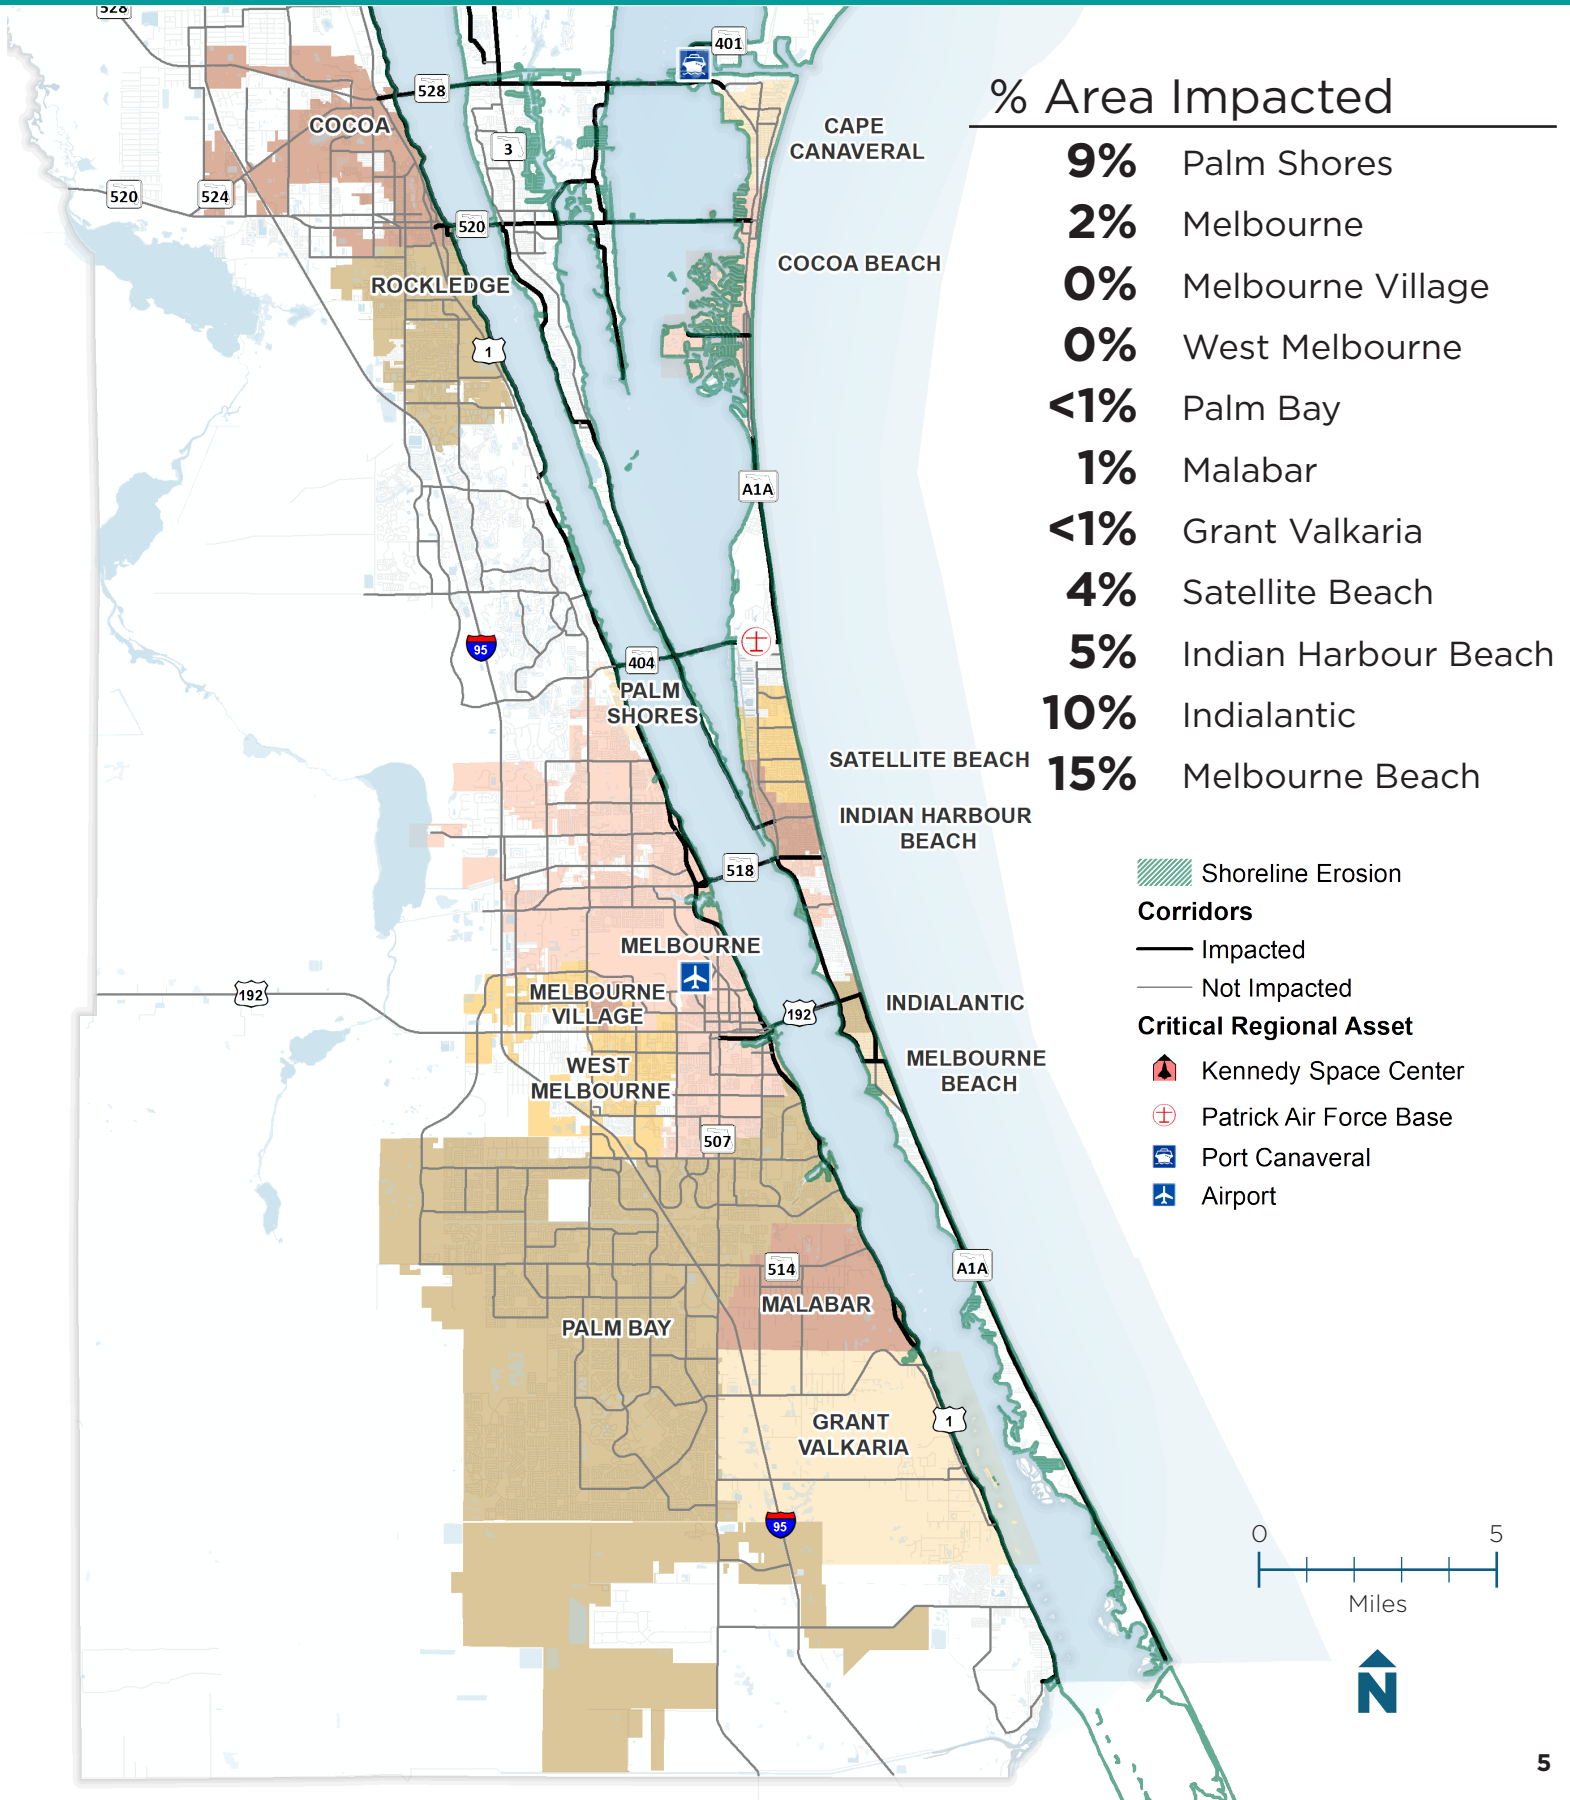 528
401
% Area Impacted
528
COCOA
CAPE
CANAVERAL
3
9% Palm Shores
520
524
2% Melbourne
520
COCOA BEACH
ROCKLEDGE
0% Melbourne Village
1
0% West Melbourne
<1% Palm Bay
1% Malabar
A1A
<1% Grant Valkaria
4% Satellite Beach
95
404
5% Indian Harbour Beach
PALM
SHORES
10% Indialantic
SATELLITE BEACH
15% Melbourne Beach
INDIAN HARBOUR
BEACH
518
Shoreline Erosion
Corridors
MELBOURNE
Impacted
MELBOURNE
VILLAGE
192
192
INDIALANTIC
Not Impacted
Critical Regional Asset
WEST
MELBOURNE
MELBOURNE
BEACH
Kennedy Space Center
Patrick Air Force Base
507
Port Canaveral
Airport
514
A1A
MALABAR
PALM BAY
GRANT
VALKARIA
1
95
0 5
Miles
N
5